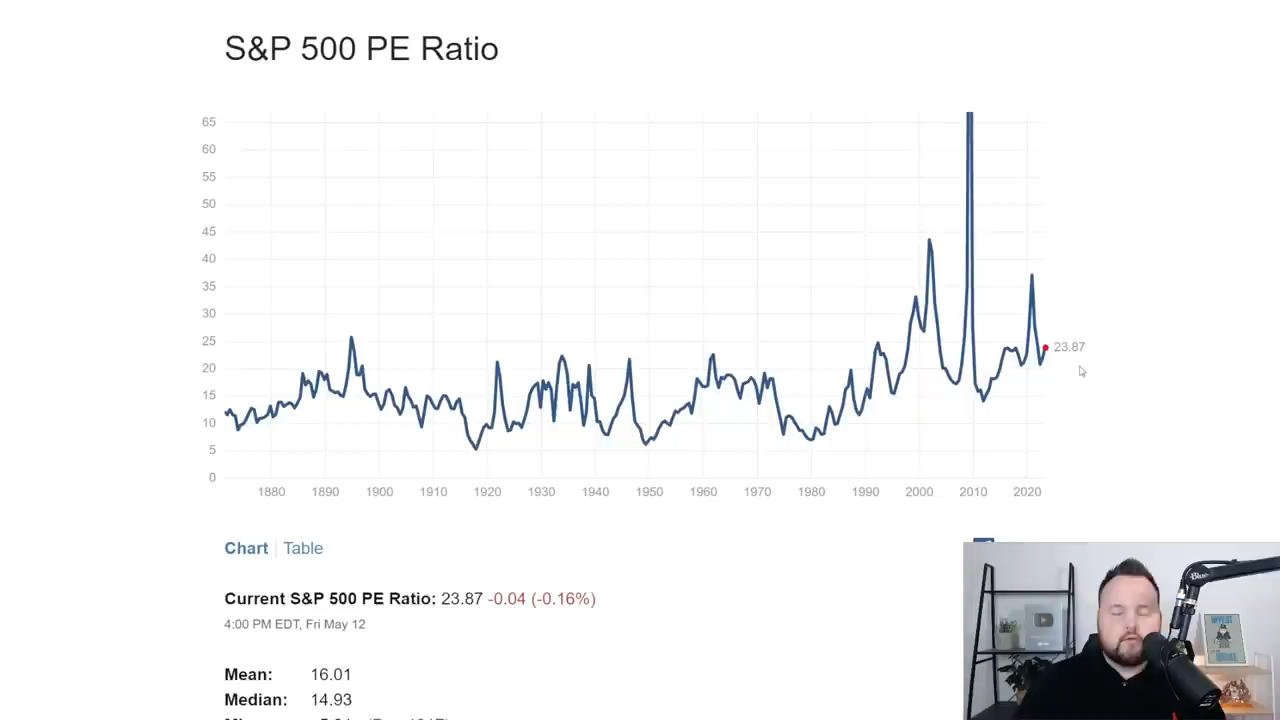 S&P 500 PE Ratio
65
60
55
50
45
40
35
30
25
20
15
10
5
0
23.87
1880 1890 1900 1910 1920 1930 1940 1950 1960 1970 1980 1990 2000 2010 2020
Chart | Table
Current S&P 500 PE Ratio: 23.87 -0.04 (-0.16%)
4:00 PM EDT, Fri May 12
Mean: 16.01
Median: 14.93
Blue